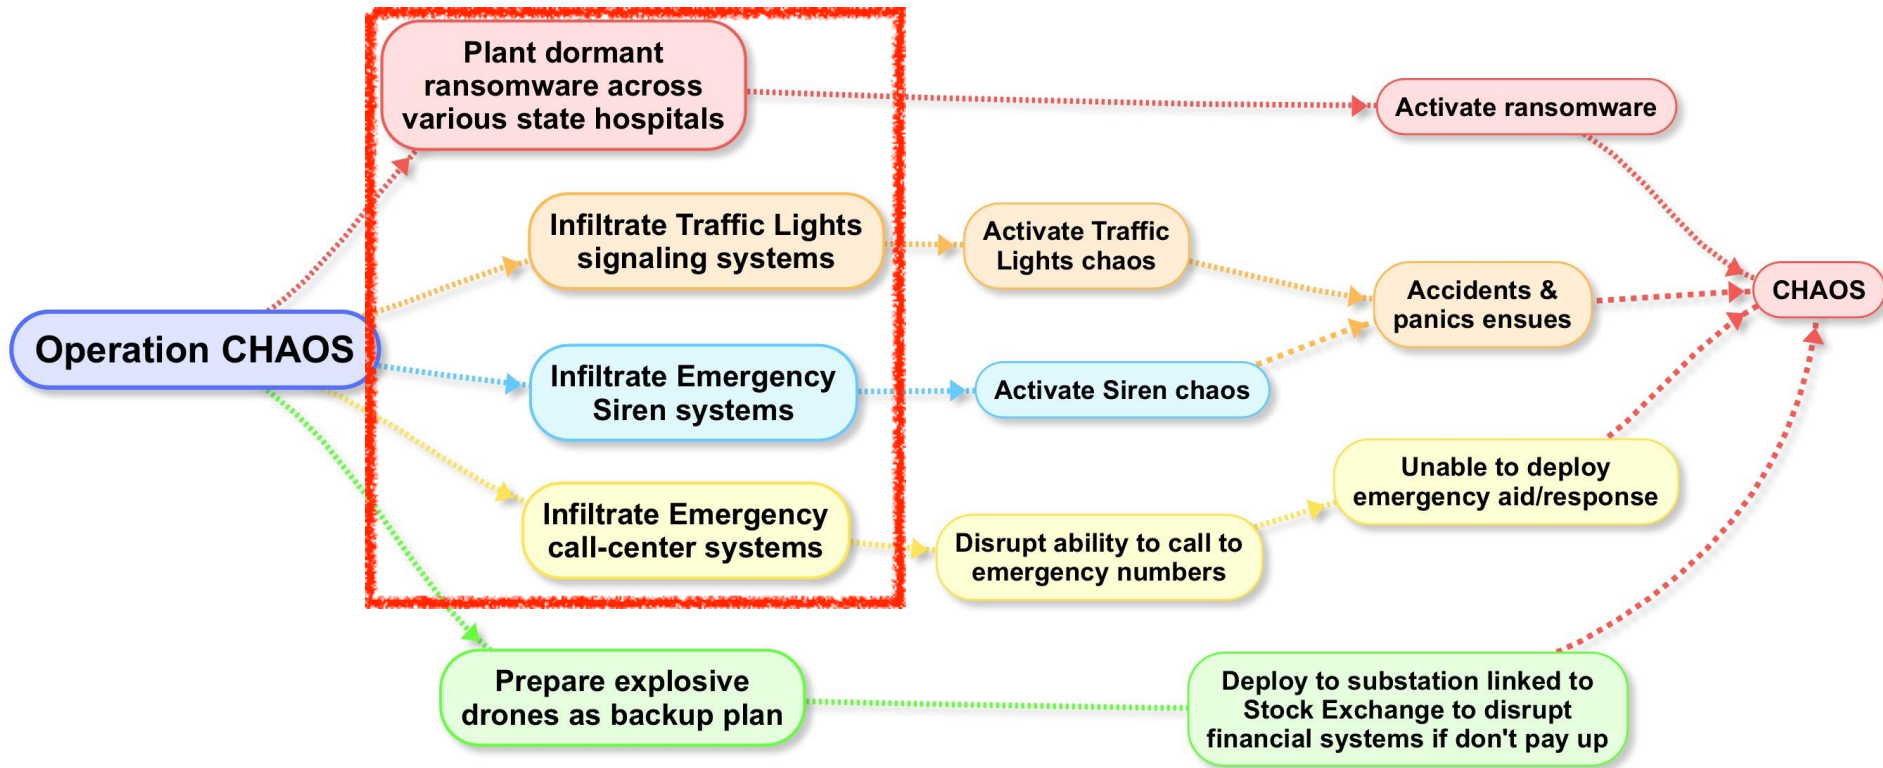 Plant dormant
ransomware across
various state hospitals
Activate ransomware
Infiltrate Traffic Lights
signaling systems
Activate Traffic
Lights chaos
Accidents &
panics ensues
CHAOS
Operation CHAOS
Infiltrate Emergency
Siren systems
Activate Siren chaos
Infiltrate Emergency
call-center systems
Disrupt ability to call to
emergency numbers
Unable to deploy
emergency aid/response
Prepare explosive
drones as backup plan
Deploy to substation linked to
Stock Exchange to disrupt
financial systems if don't pay up